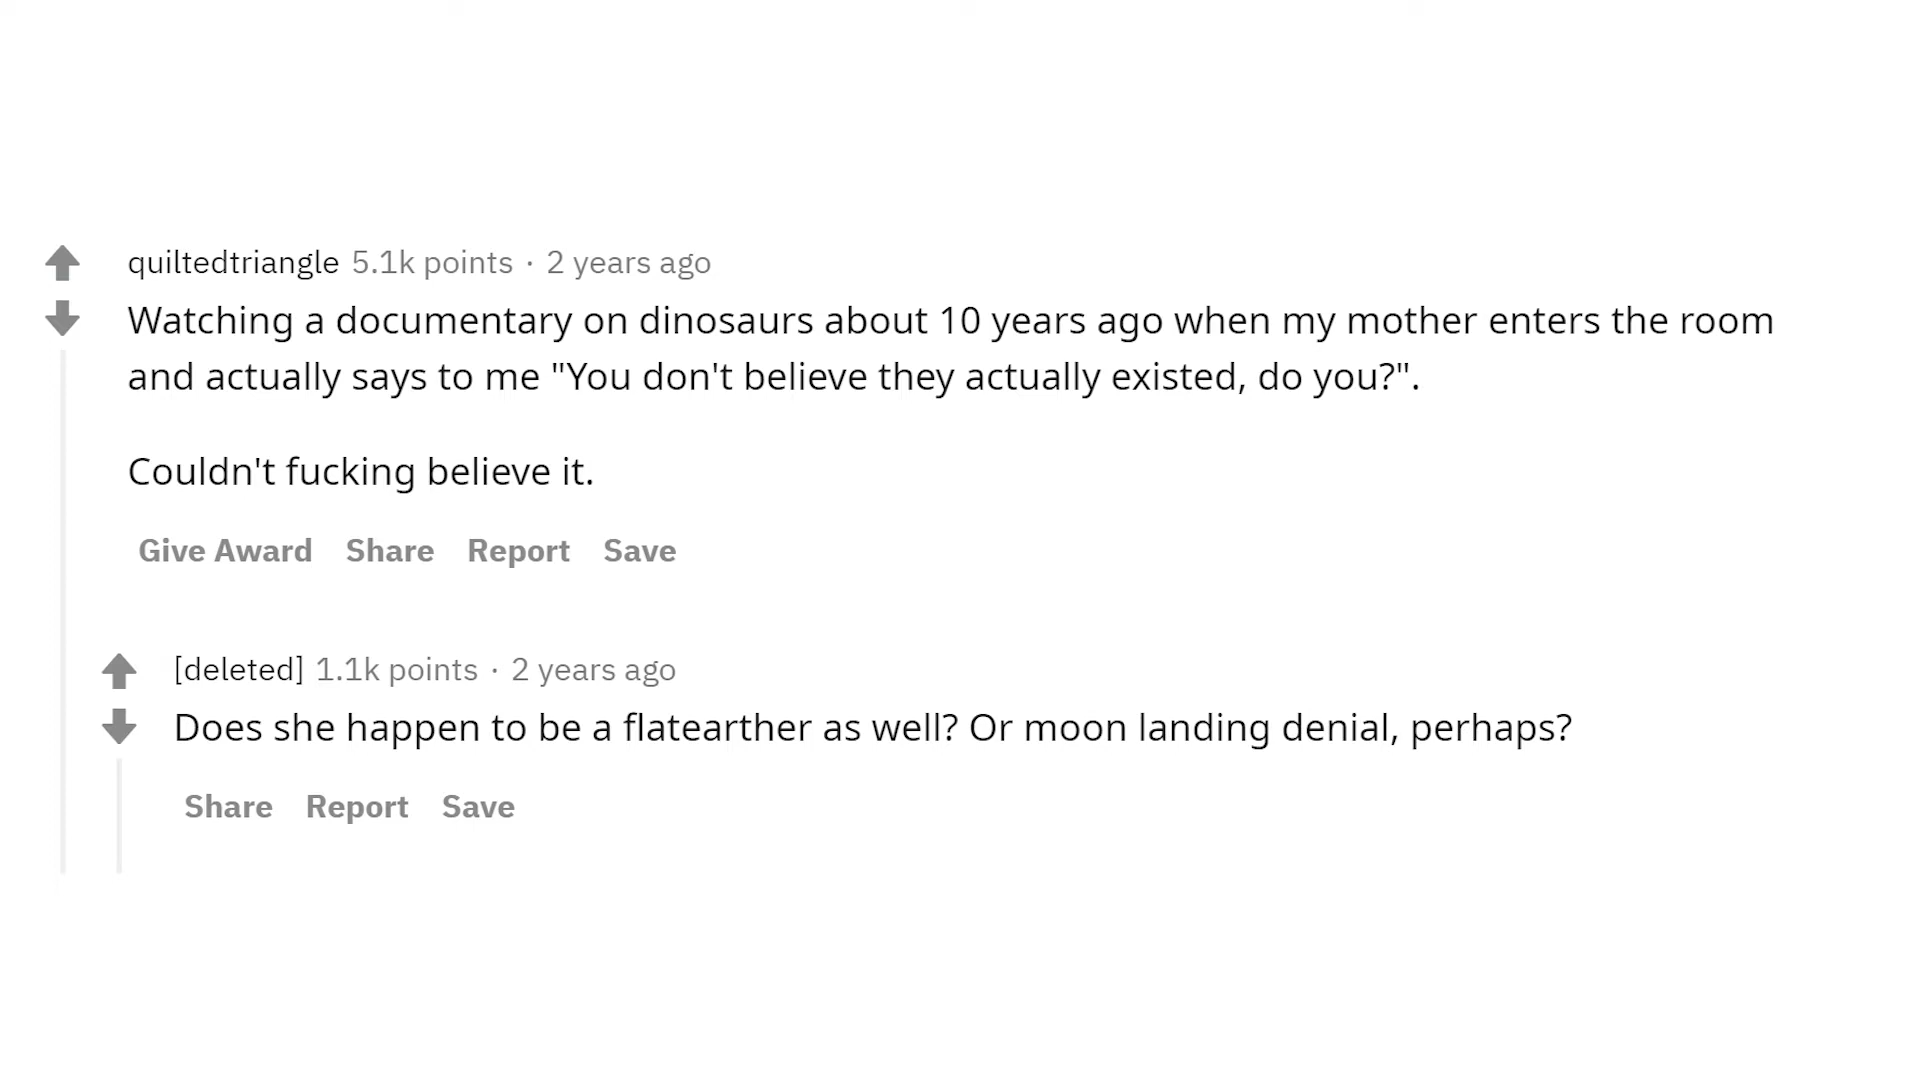 quiltedtriangle 5.1k points · 2 years ago
Watching a documentary on dinosaurs about 10 years ago when my mother enters the room
and actually says to me "You don't believe they actually existed, do you?".
Couldn't fucking believe it.
Give Award Share Report Save
[deleted] 1.1k points · 2 years ago
Does she happen to be a flatearther as well? Or moon landing denial, perhaps?
Share Report Save